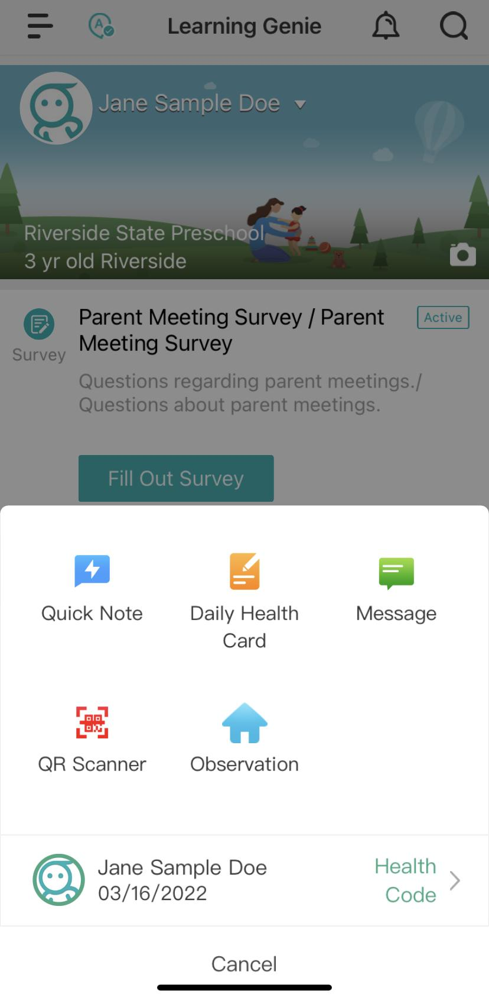 Learning Genie
Jane Sample Doe
Riverside State Preschool
3 yr old Riverside
Survey
Parent Meeting Survey / Parent
Meeting Survey
Active
Questions regarding parent meetings./
Questions about parent meetings.
Fill Out Survey
Quick Note
Daily Health
Card
Message
QR Scanner
Observation
Jane Sample Doe
03/16/2022
Health
Code
Cancel